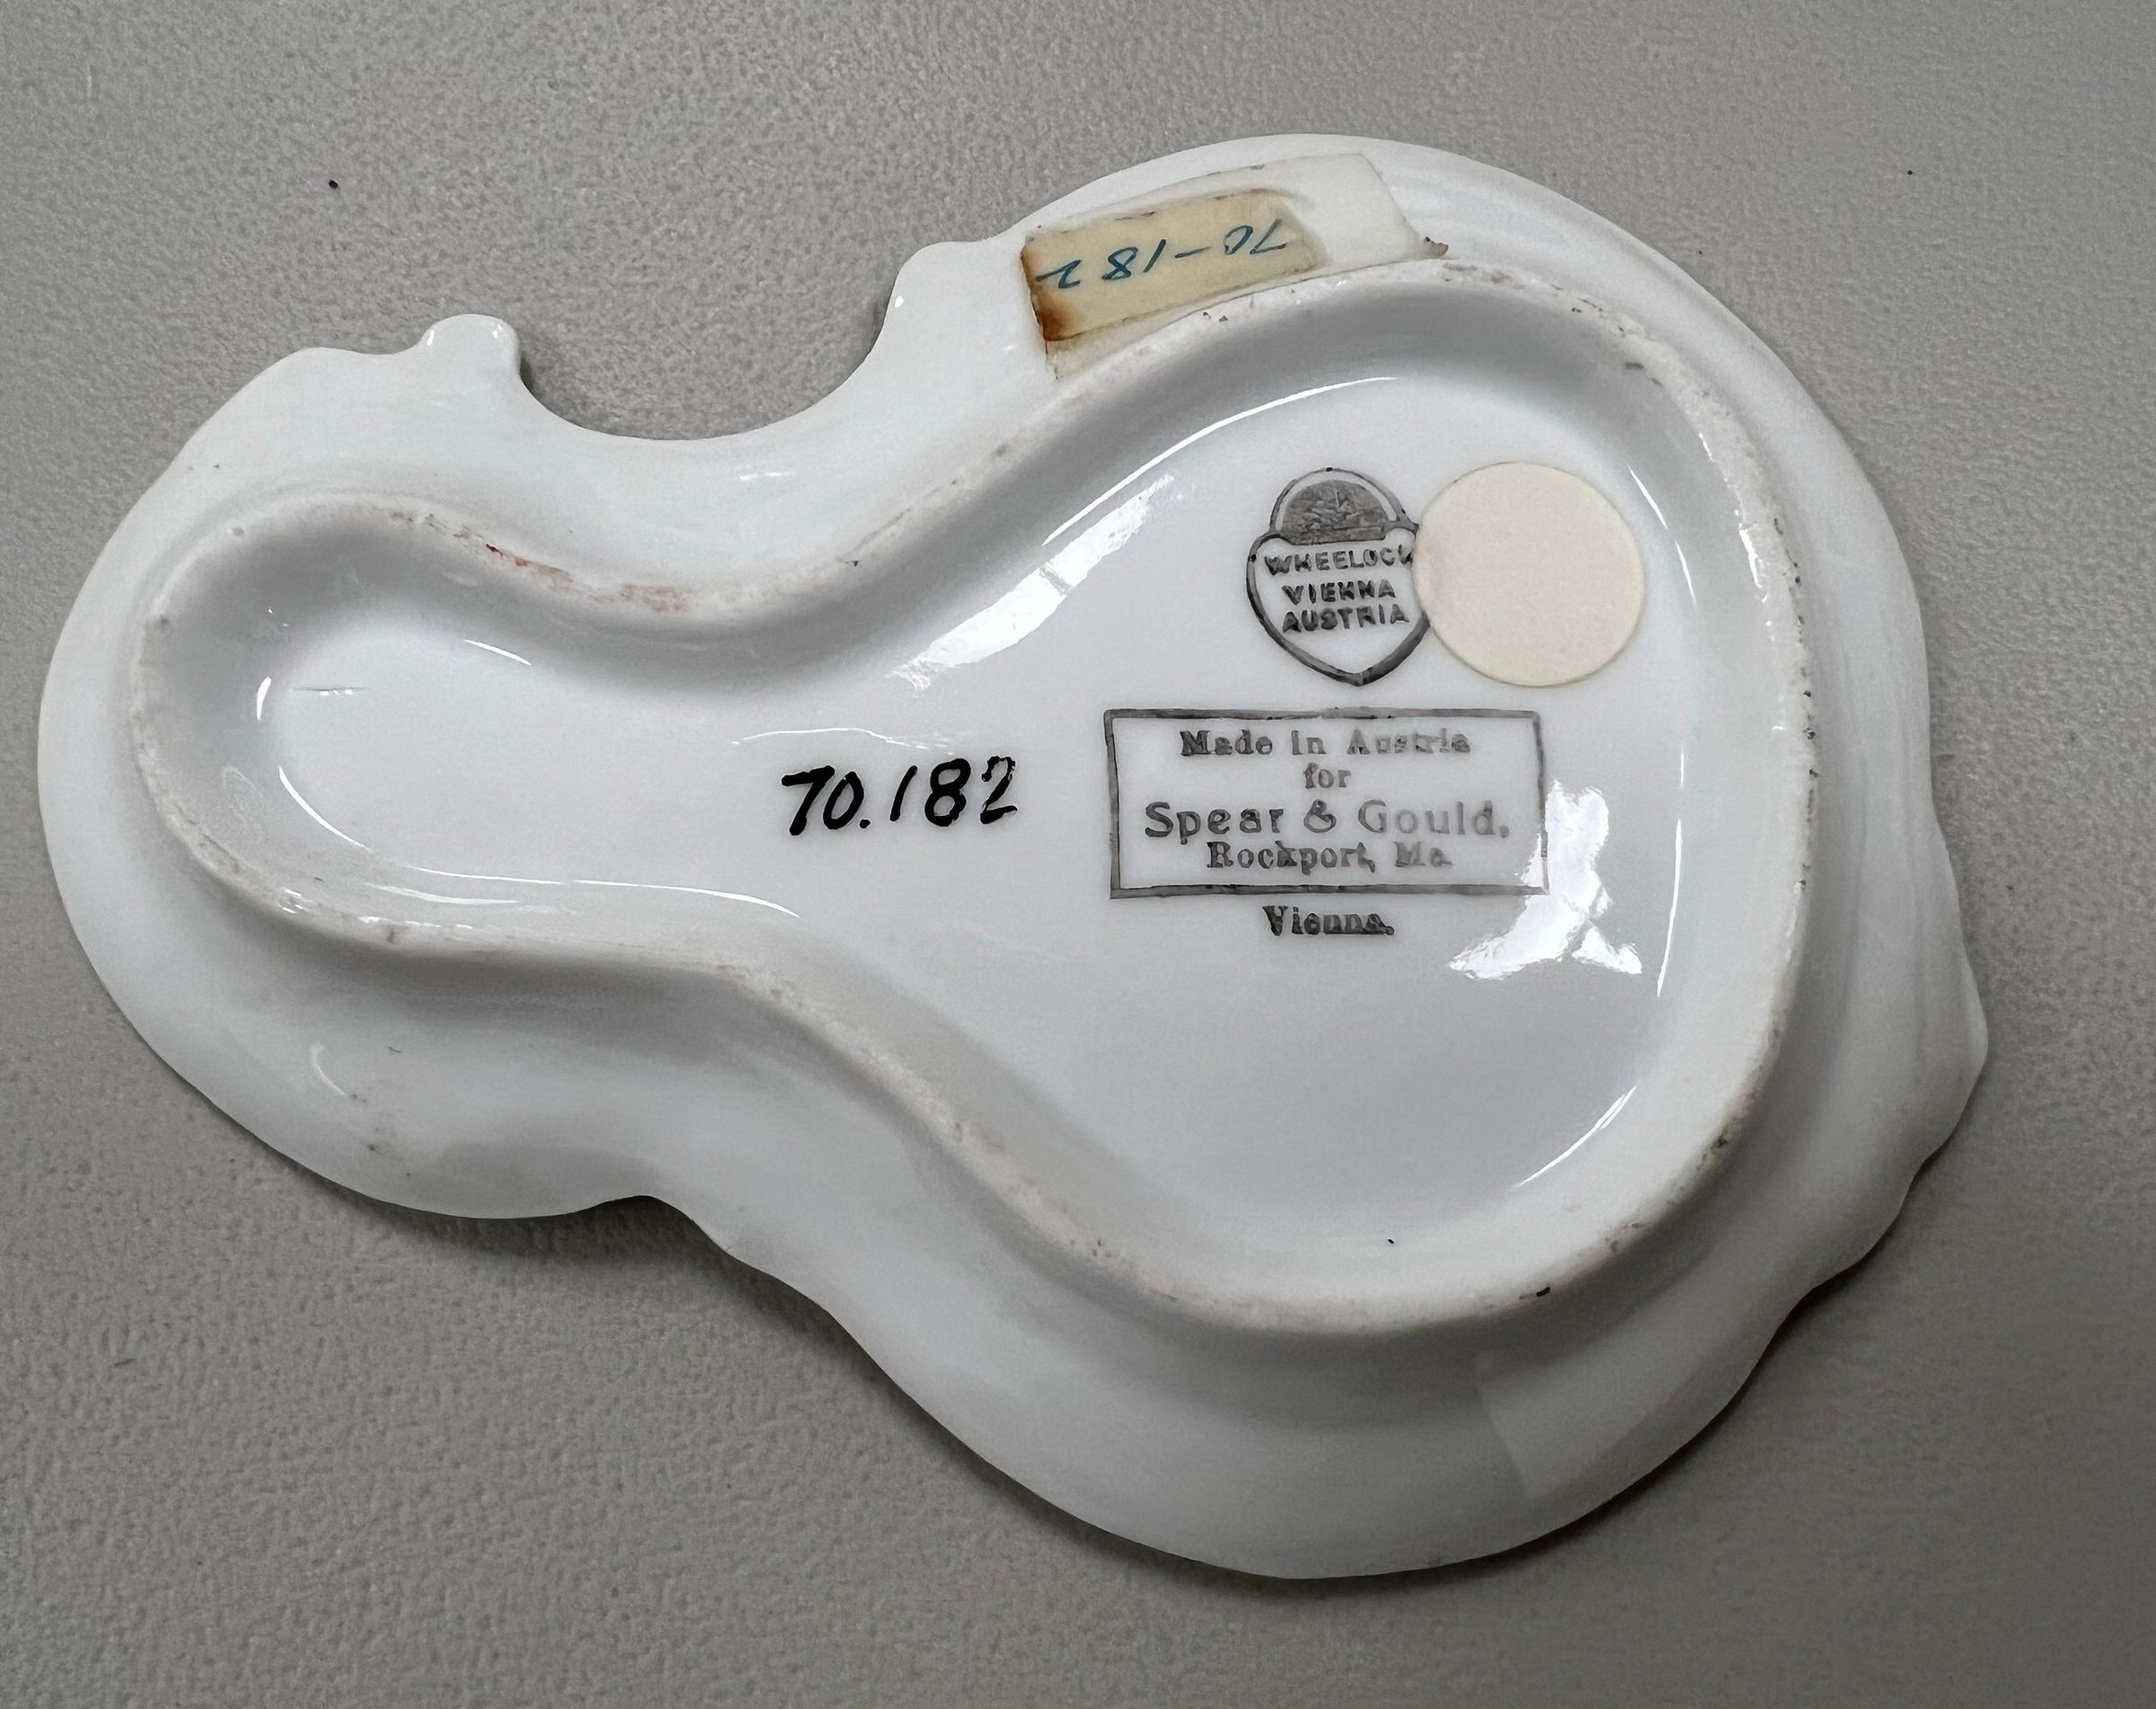 70-182
WHEELOCK
VIENNA
AUSTRIA
70.182
Made in Austria
for
Spear & Gould,
Rockport, Me.
Vienna.